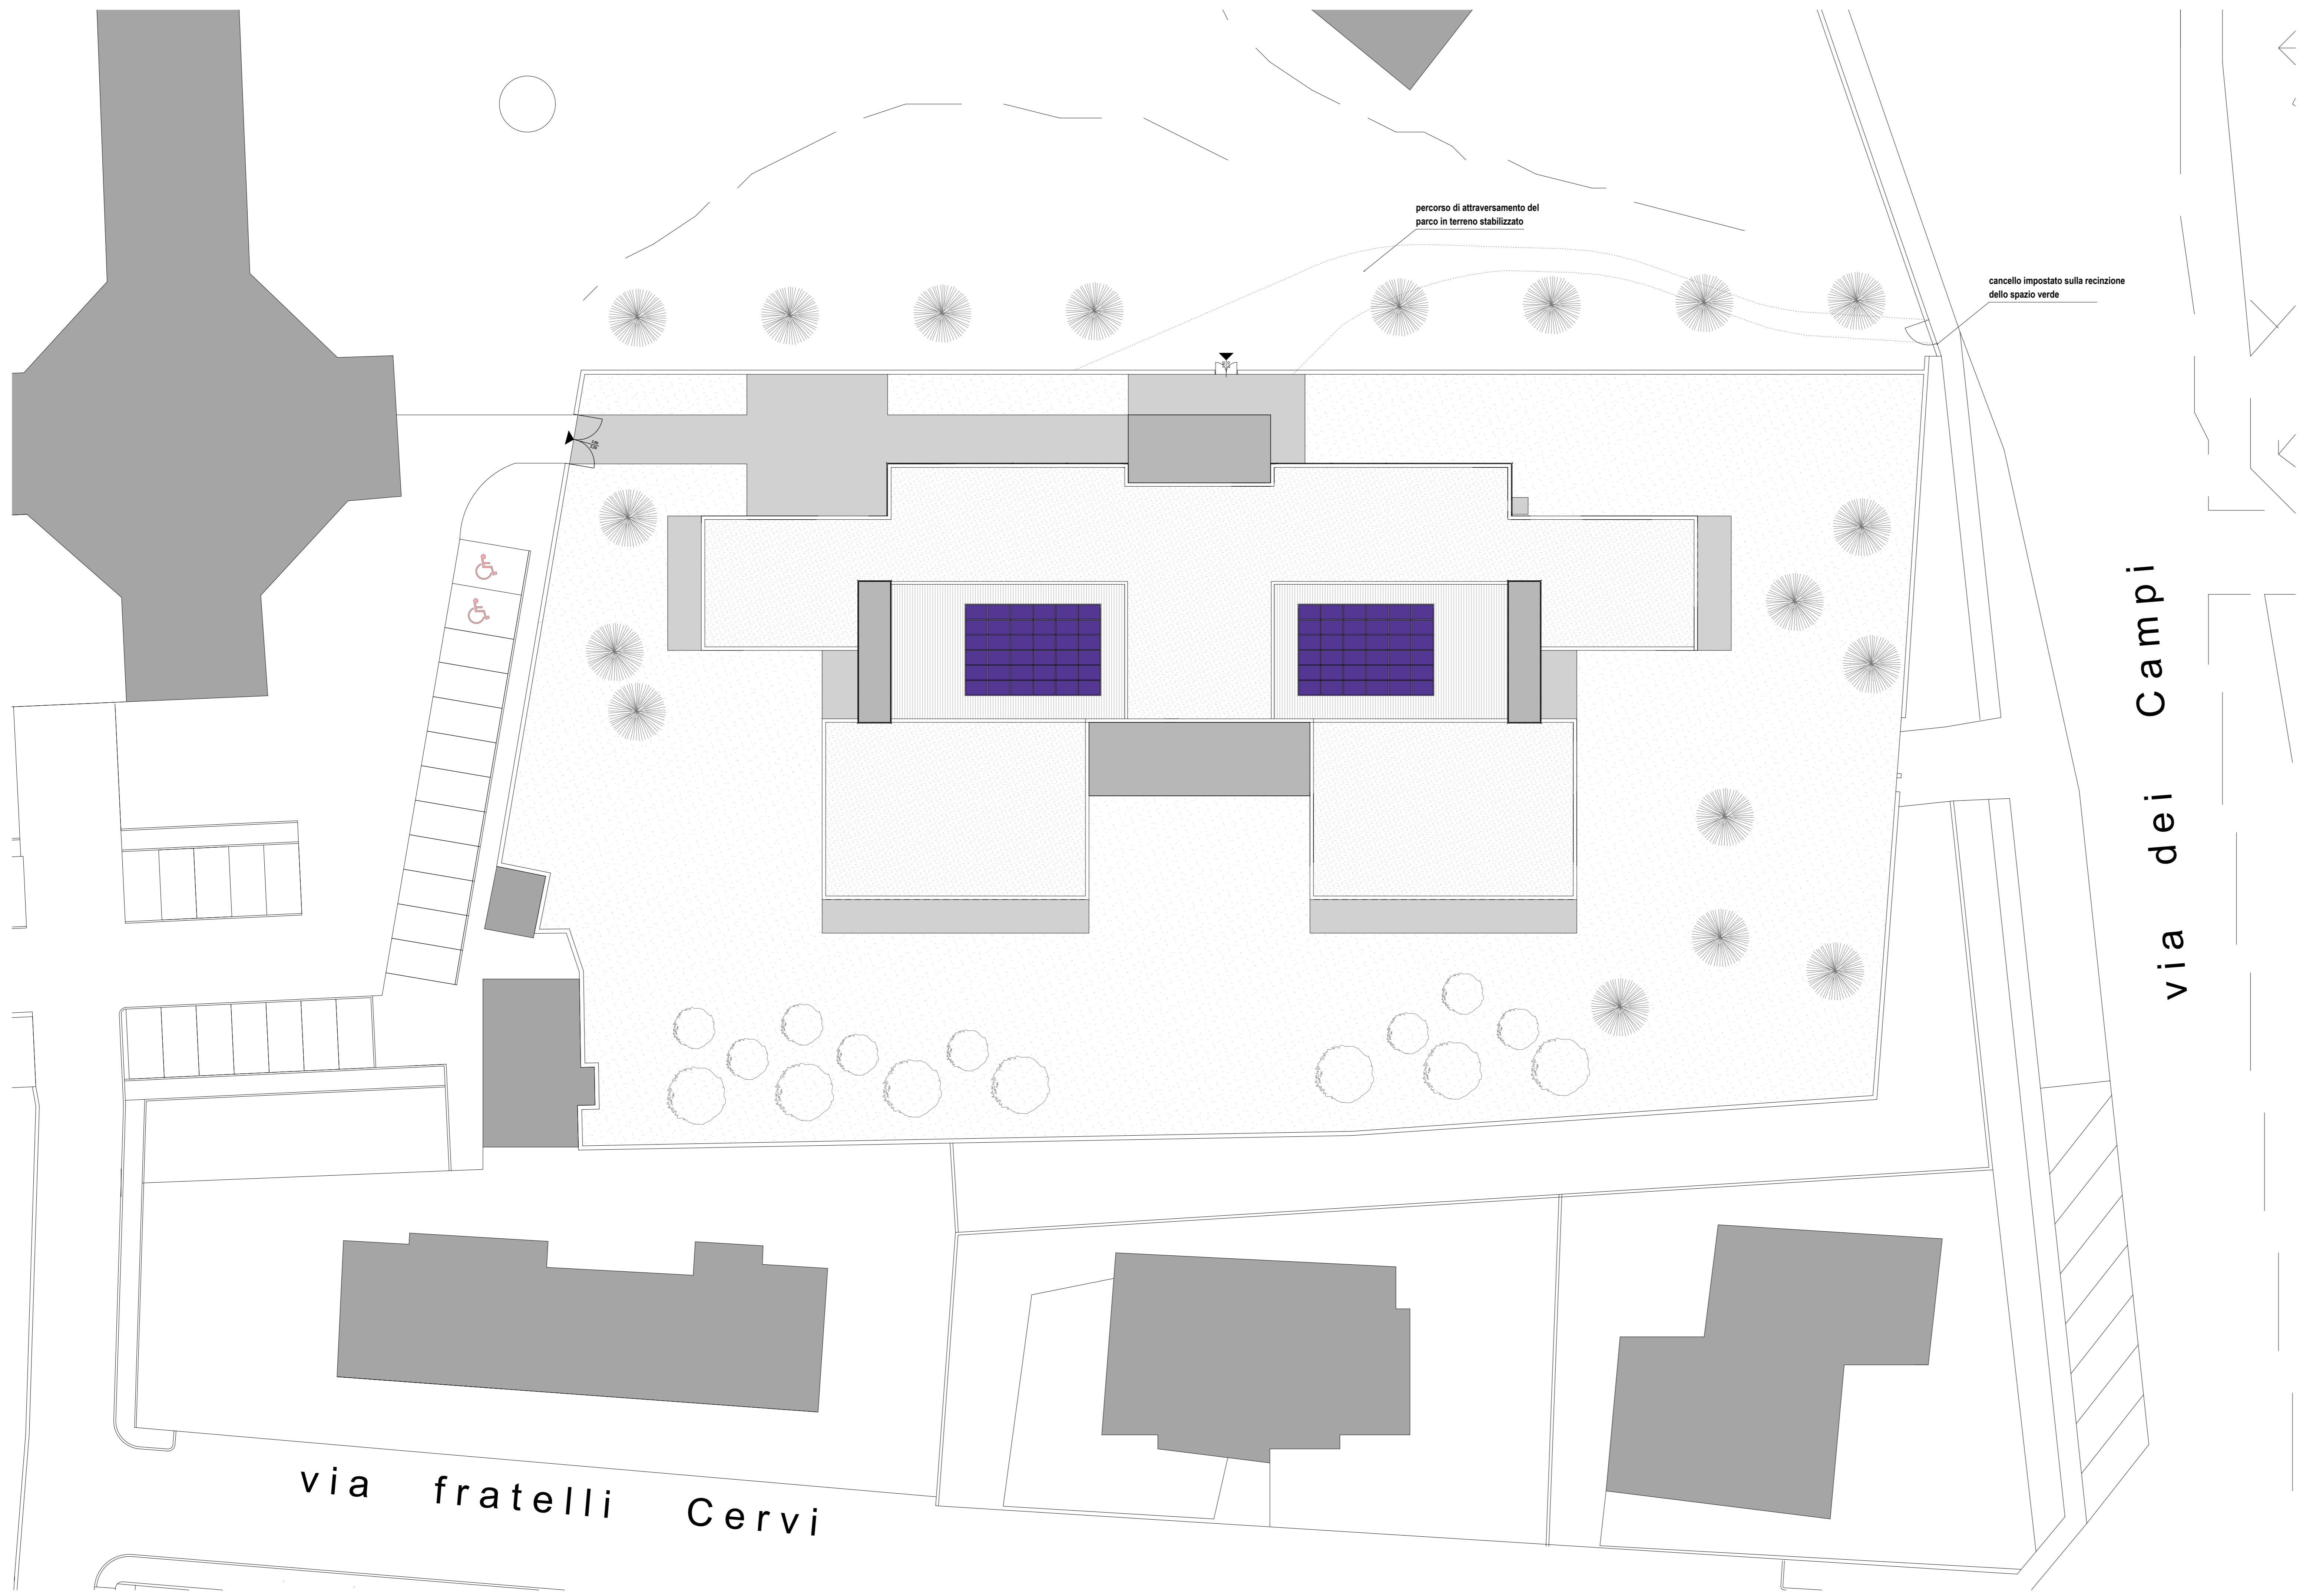 percorso di attraversamento del
parco in terreno stabilizzato
cancello impostato sulla recinzione
dello spazio verde
via dei Campi
via fratelli Cervi